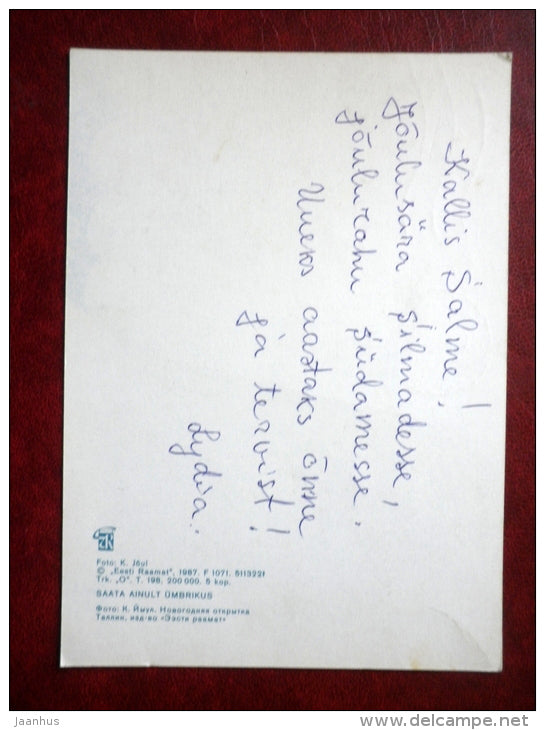 Kallis Salme!
Jõulusära silmadesse,
jõulurahu südamesse.
Uueks aastaks õnne
ja tervist!
Lydia.
Foto: K. Jõul
© „Eesti Raamat", 1987. F 1071. 5113221
Trk. „O". T. 198. 200 000. 5 kop.
SAATA AINULT ÜMBRIKUS
Фото: К. Йыул. Новогодняя открытка
Таллин, изд-во «Ээсти раамат»
Jaanhus
www.delcampe.net